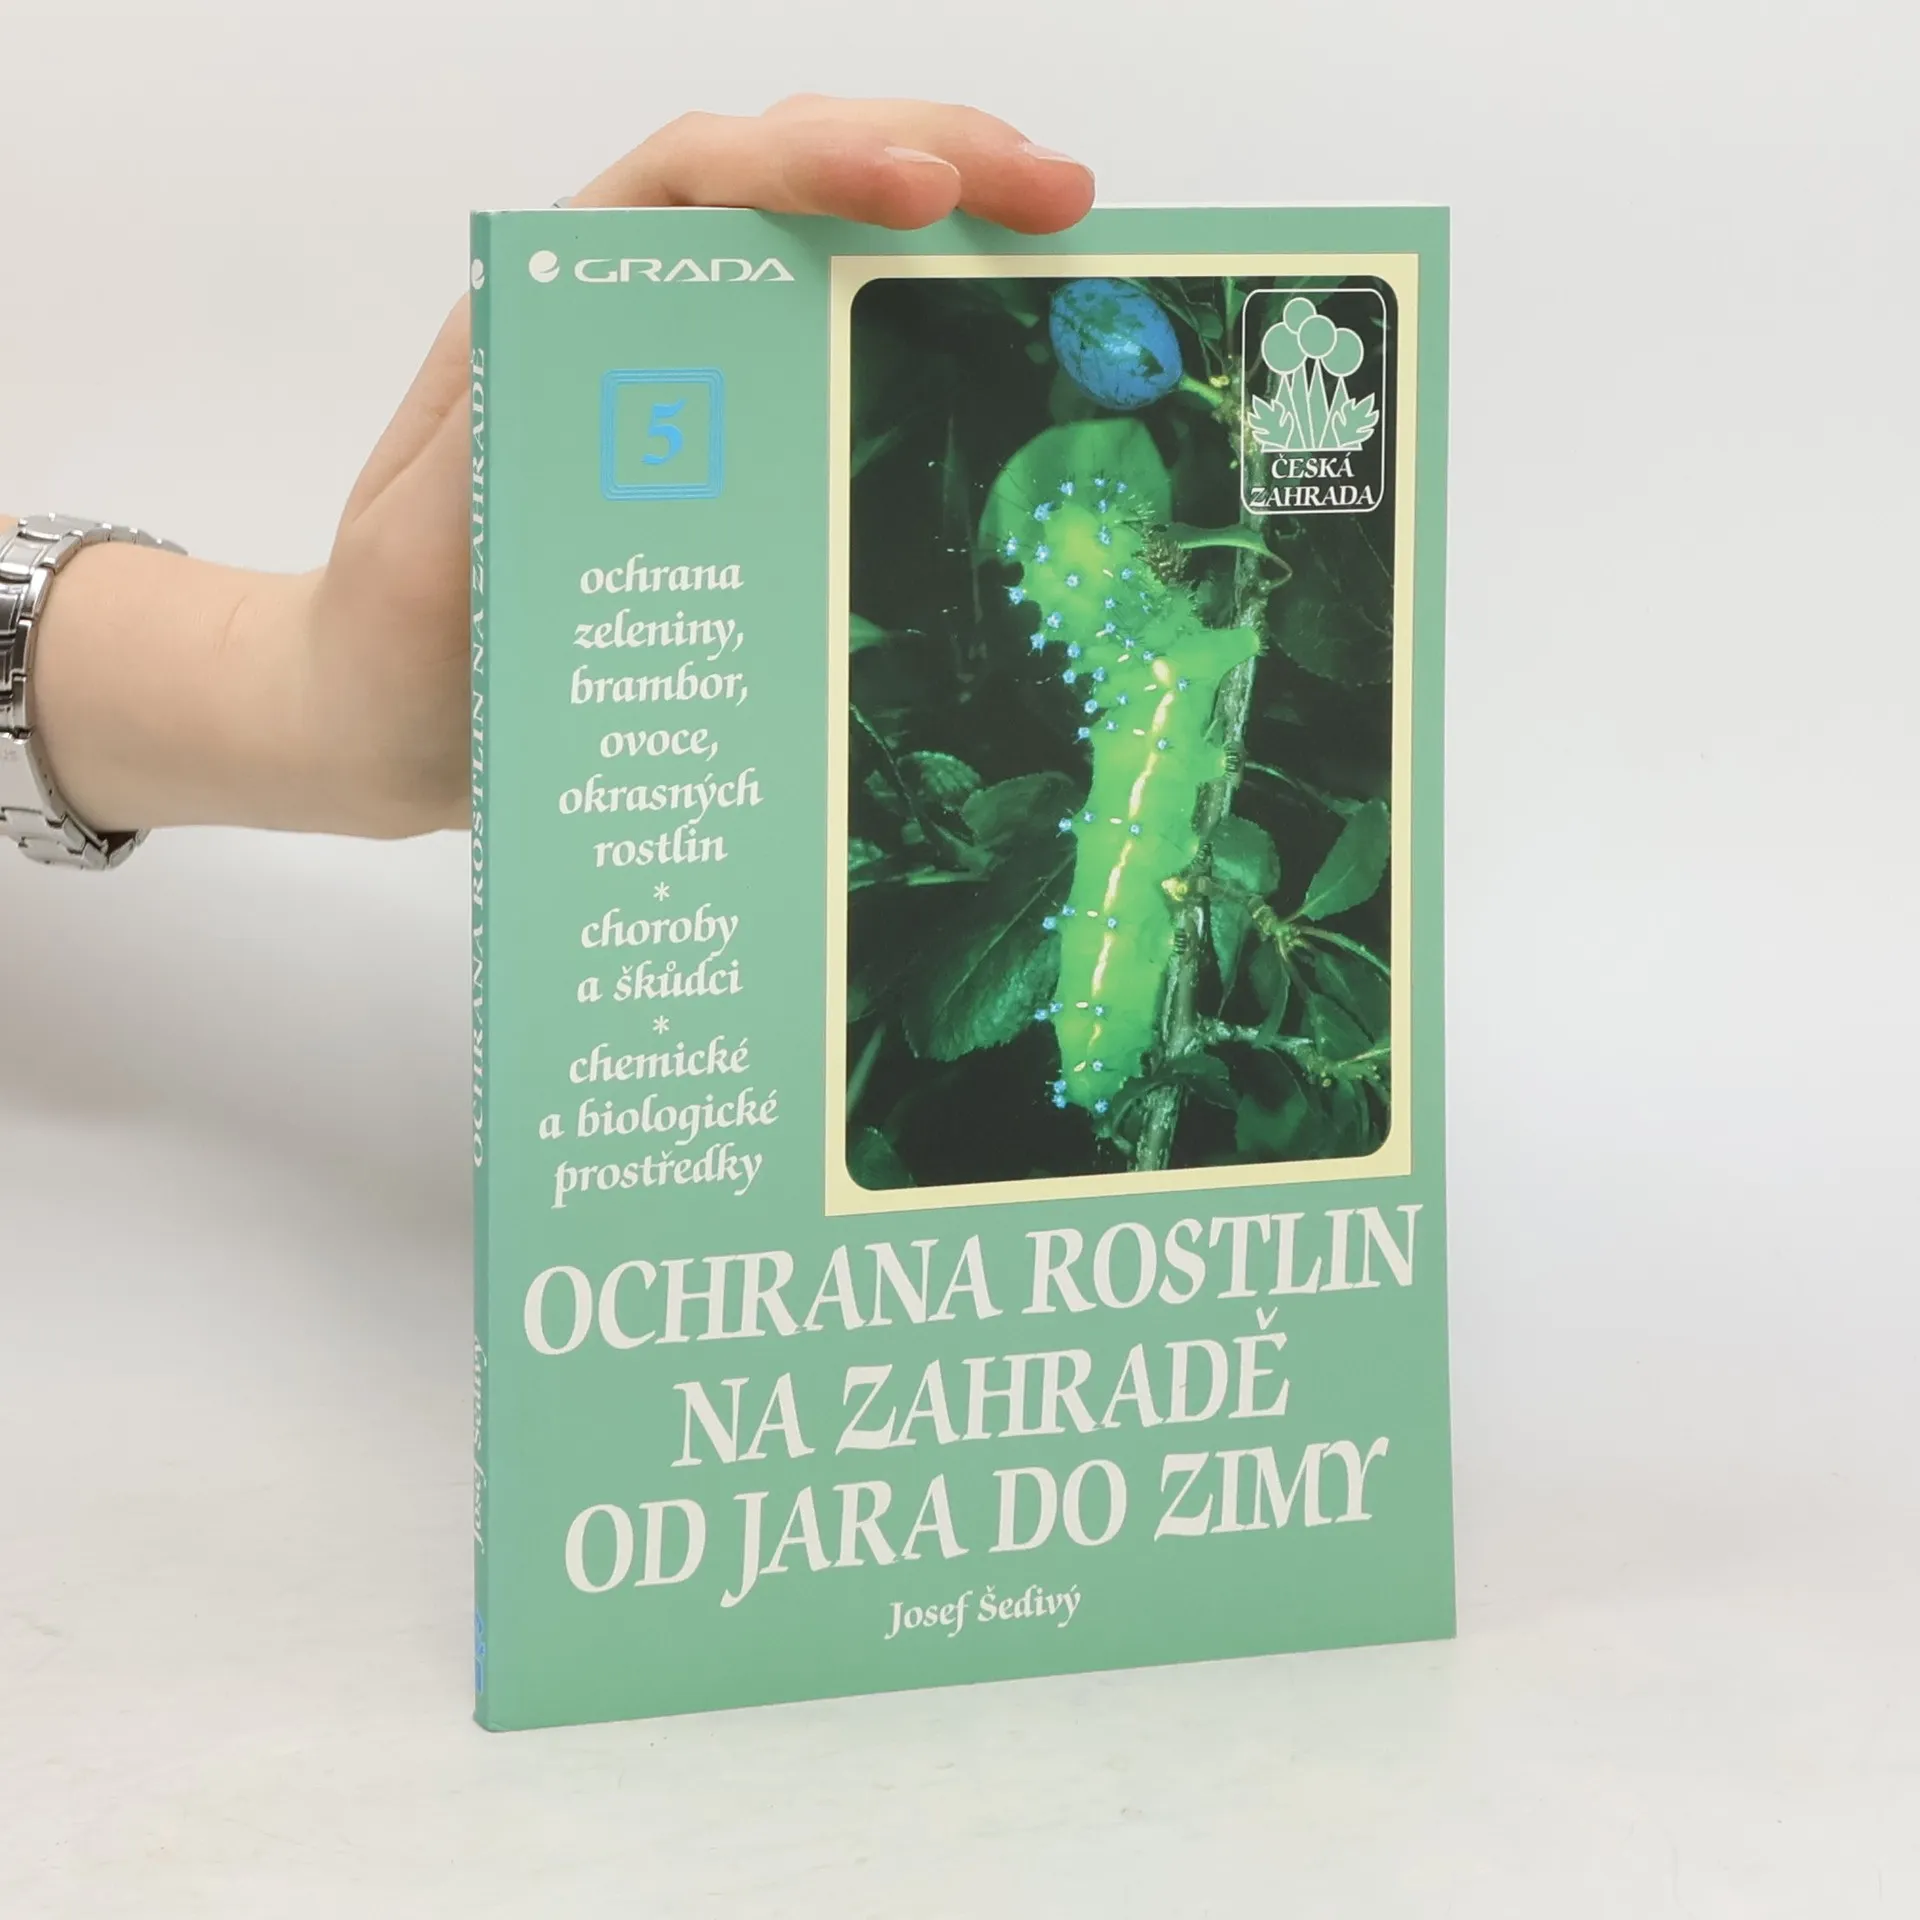 GRADA
5
ČESKÁ
ZAHRADA
ochrana
zeleniny,
brambor,
ovoce,
okrasných
rostlin
*
choroby
a škůdci
*
chemické
a biologické
prostředky
OCHRANA ROSTLIN
NA ZAHRADĚ
OD JARA DO ZIMY
Josef Šedivý
OCHRANA ROSTLIN NA ZAHRADĚ
Josef Šedivý